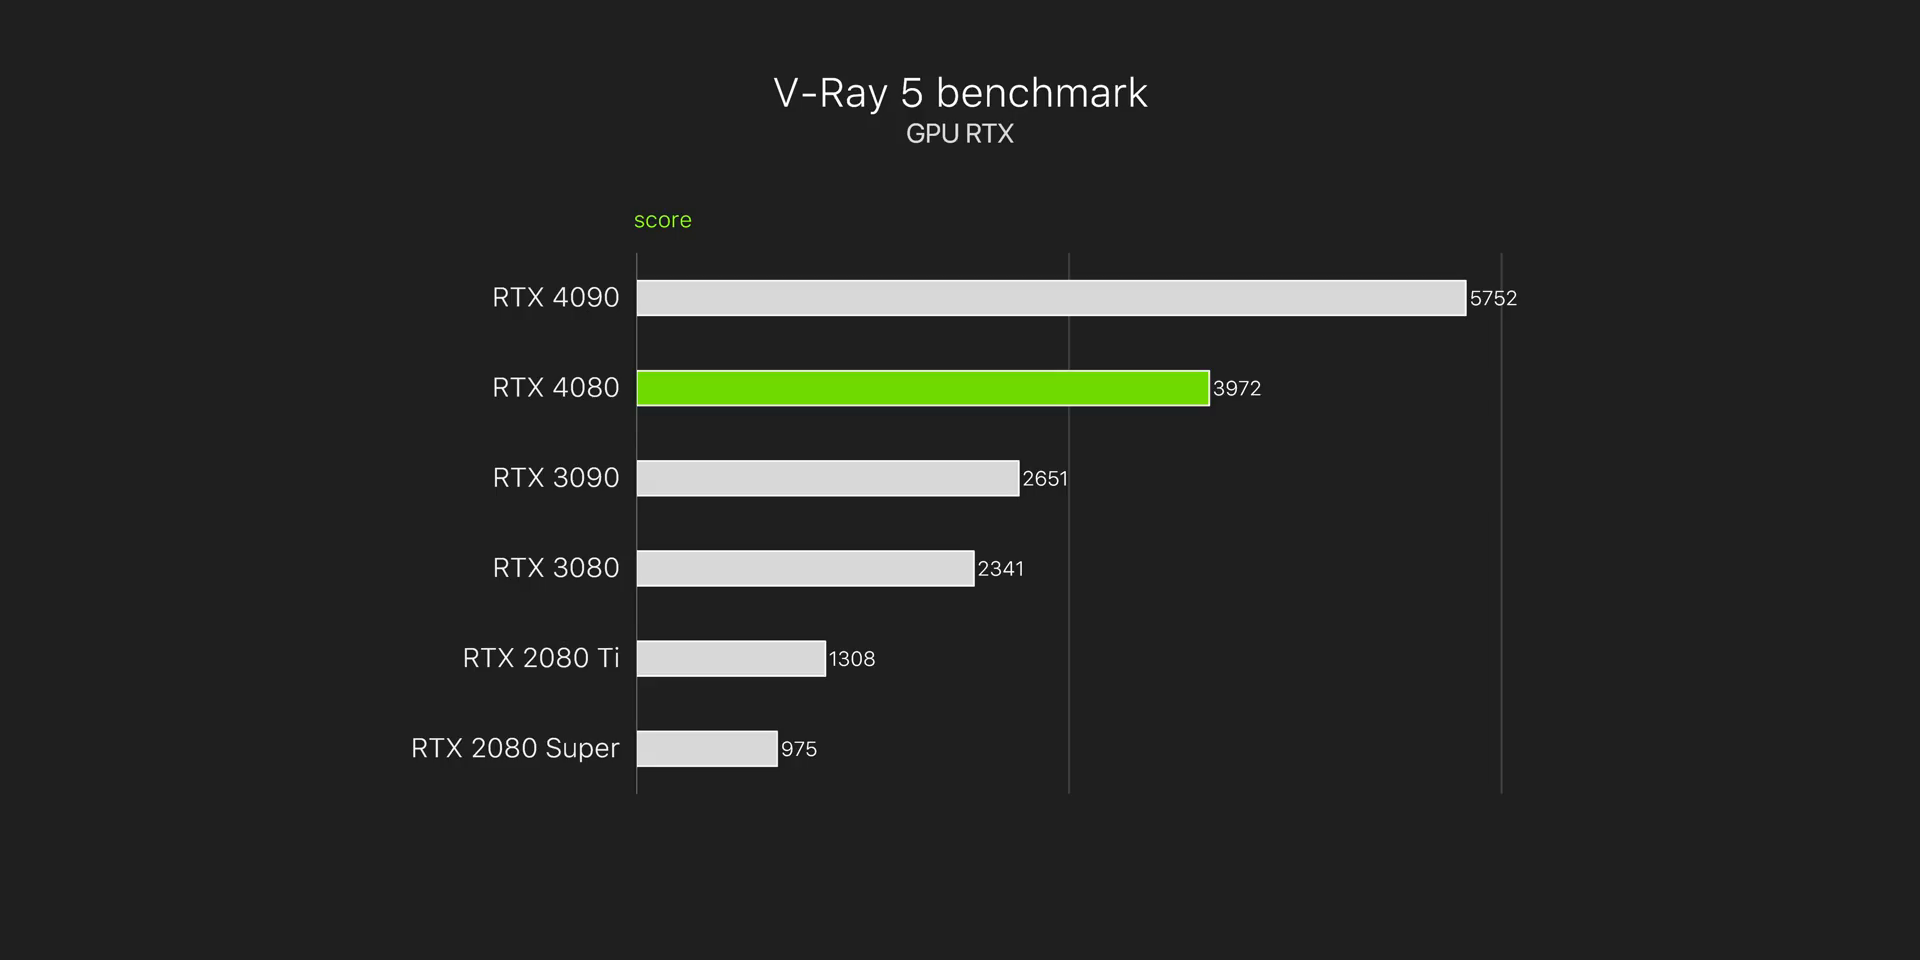 V-Ray 5 benchmark
GPU RTX
score
RTX 4090 5752
RTX 4080 3972
RTX 3090 2651
RTX 3080 2341
RTX 2080 Ti 1308
RTX 2080 Super 975